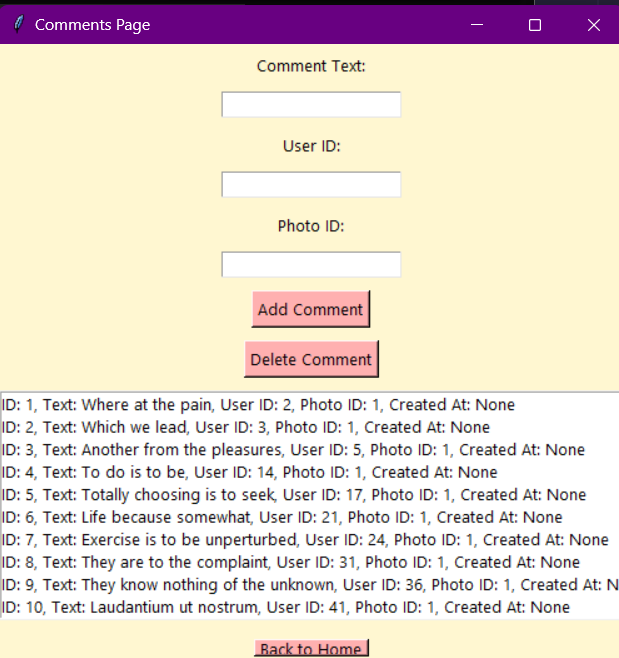 Comments Page
Comment Text:
User ID:
Photo ID:
Add Comment
Delete Comment
ID: 1, Text: Where at the pain, User ID: 2, Photo ID: 1, Created At: None
ID: 2, Text: Which we lead, User ID: 3, Photo ID: 1, Created At: None
ID: 3, Text: Another from the pleasures, User ID: 5, Photo ID: 1, Created At: None
ID: 4, Text: To do is to be, User ID: 14, Photo ID: 1, Created At: None
ID: 5, Text: Totally choosing is to seek, User ID: 17, Photo ID: 1, Created At: None
ID: 6, Text: Life because somewhat, User ID: 21, Photo ID: 1, Created At: None
ID: 7, Text: Exercise is to be unperturbed, User ID: 24, Photo ID: 1, Created At: None
ID: 8, Text: They are to the complaint, User ID: 31, Photo ID: 1, Created At: None
ID: 9, Text: They know nothing of the unknown, User ID: 36, Photo ID: 1, Created At: N
ID: 10, Text: Laudantium ut nostrum, User ID: 41, Photo ID: 1, Created At: None
Back to Home